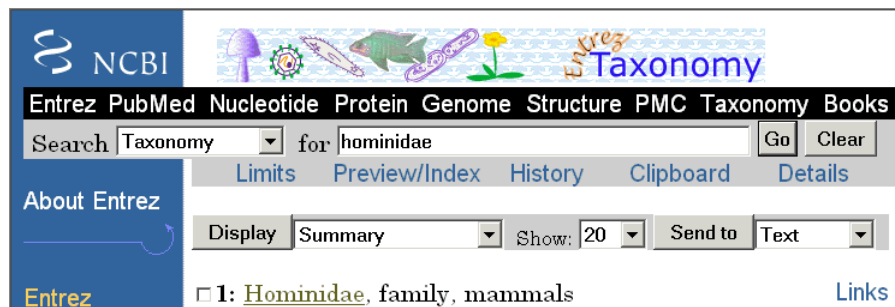 NCBI
Entrez Taxonomy
Entrez PubMed Nucleotide Protein Genome Structure PMC Taxonomy Books
Search Taxonomy for hominidae Go Clear
Limits Preview/Index History Clipboard Details
About Entrez
Display Summary Show: 20 Send to Text
Entrez
1: Hominidae, family, mammals Links